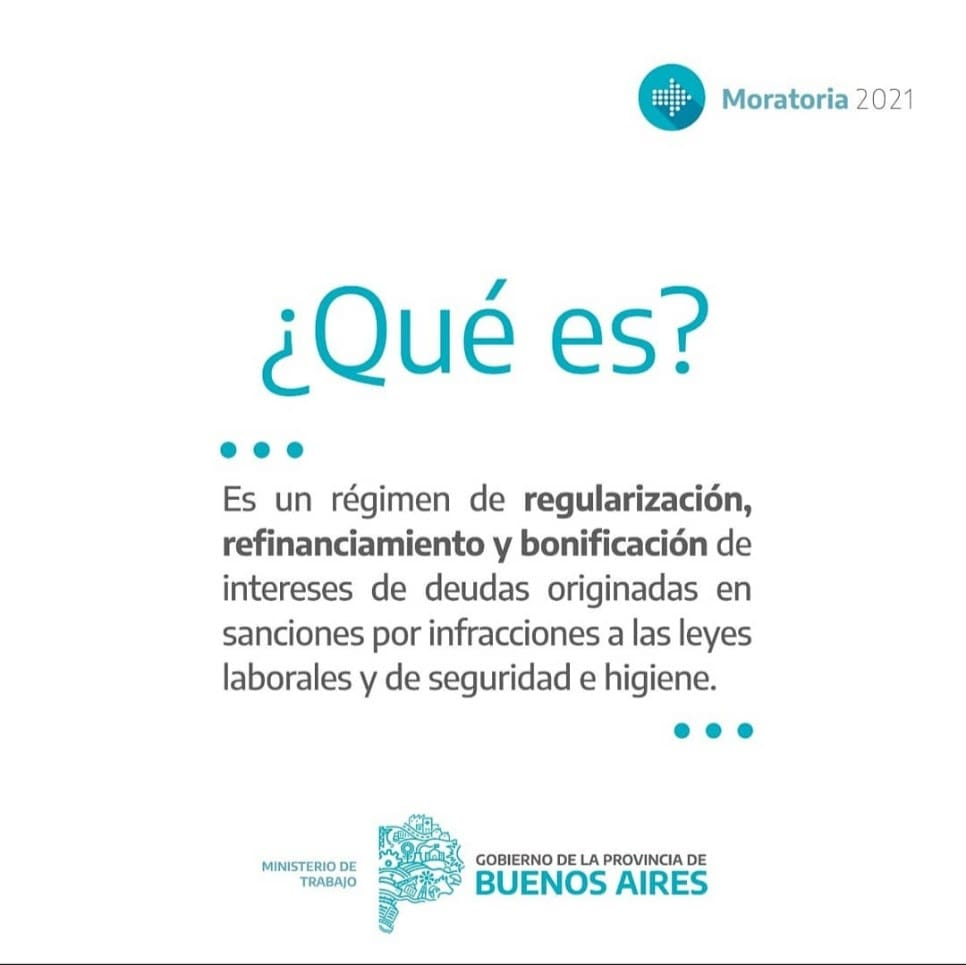 Moratoria 2021
¿Qué es?
Es un régimen de regularización,
refinanciamiento y bonificación de
intereses de deudas originadas en
sanciones por infracciones a las leyes
laborales y de seguridad e higiene.
MINISTERIO DE
TRABAJO
GOBIERNO DE LA PROVINCIA DE
BUENOS AIRES